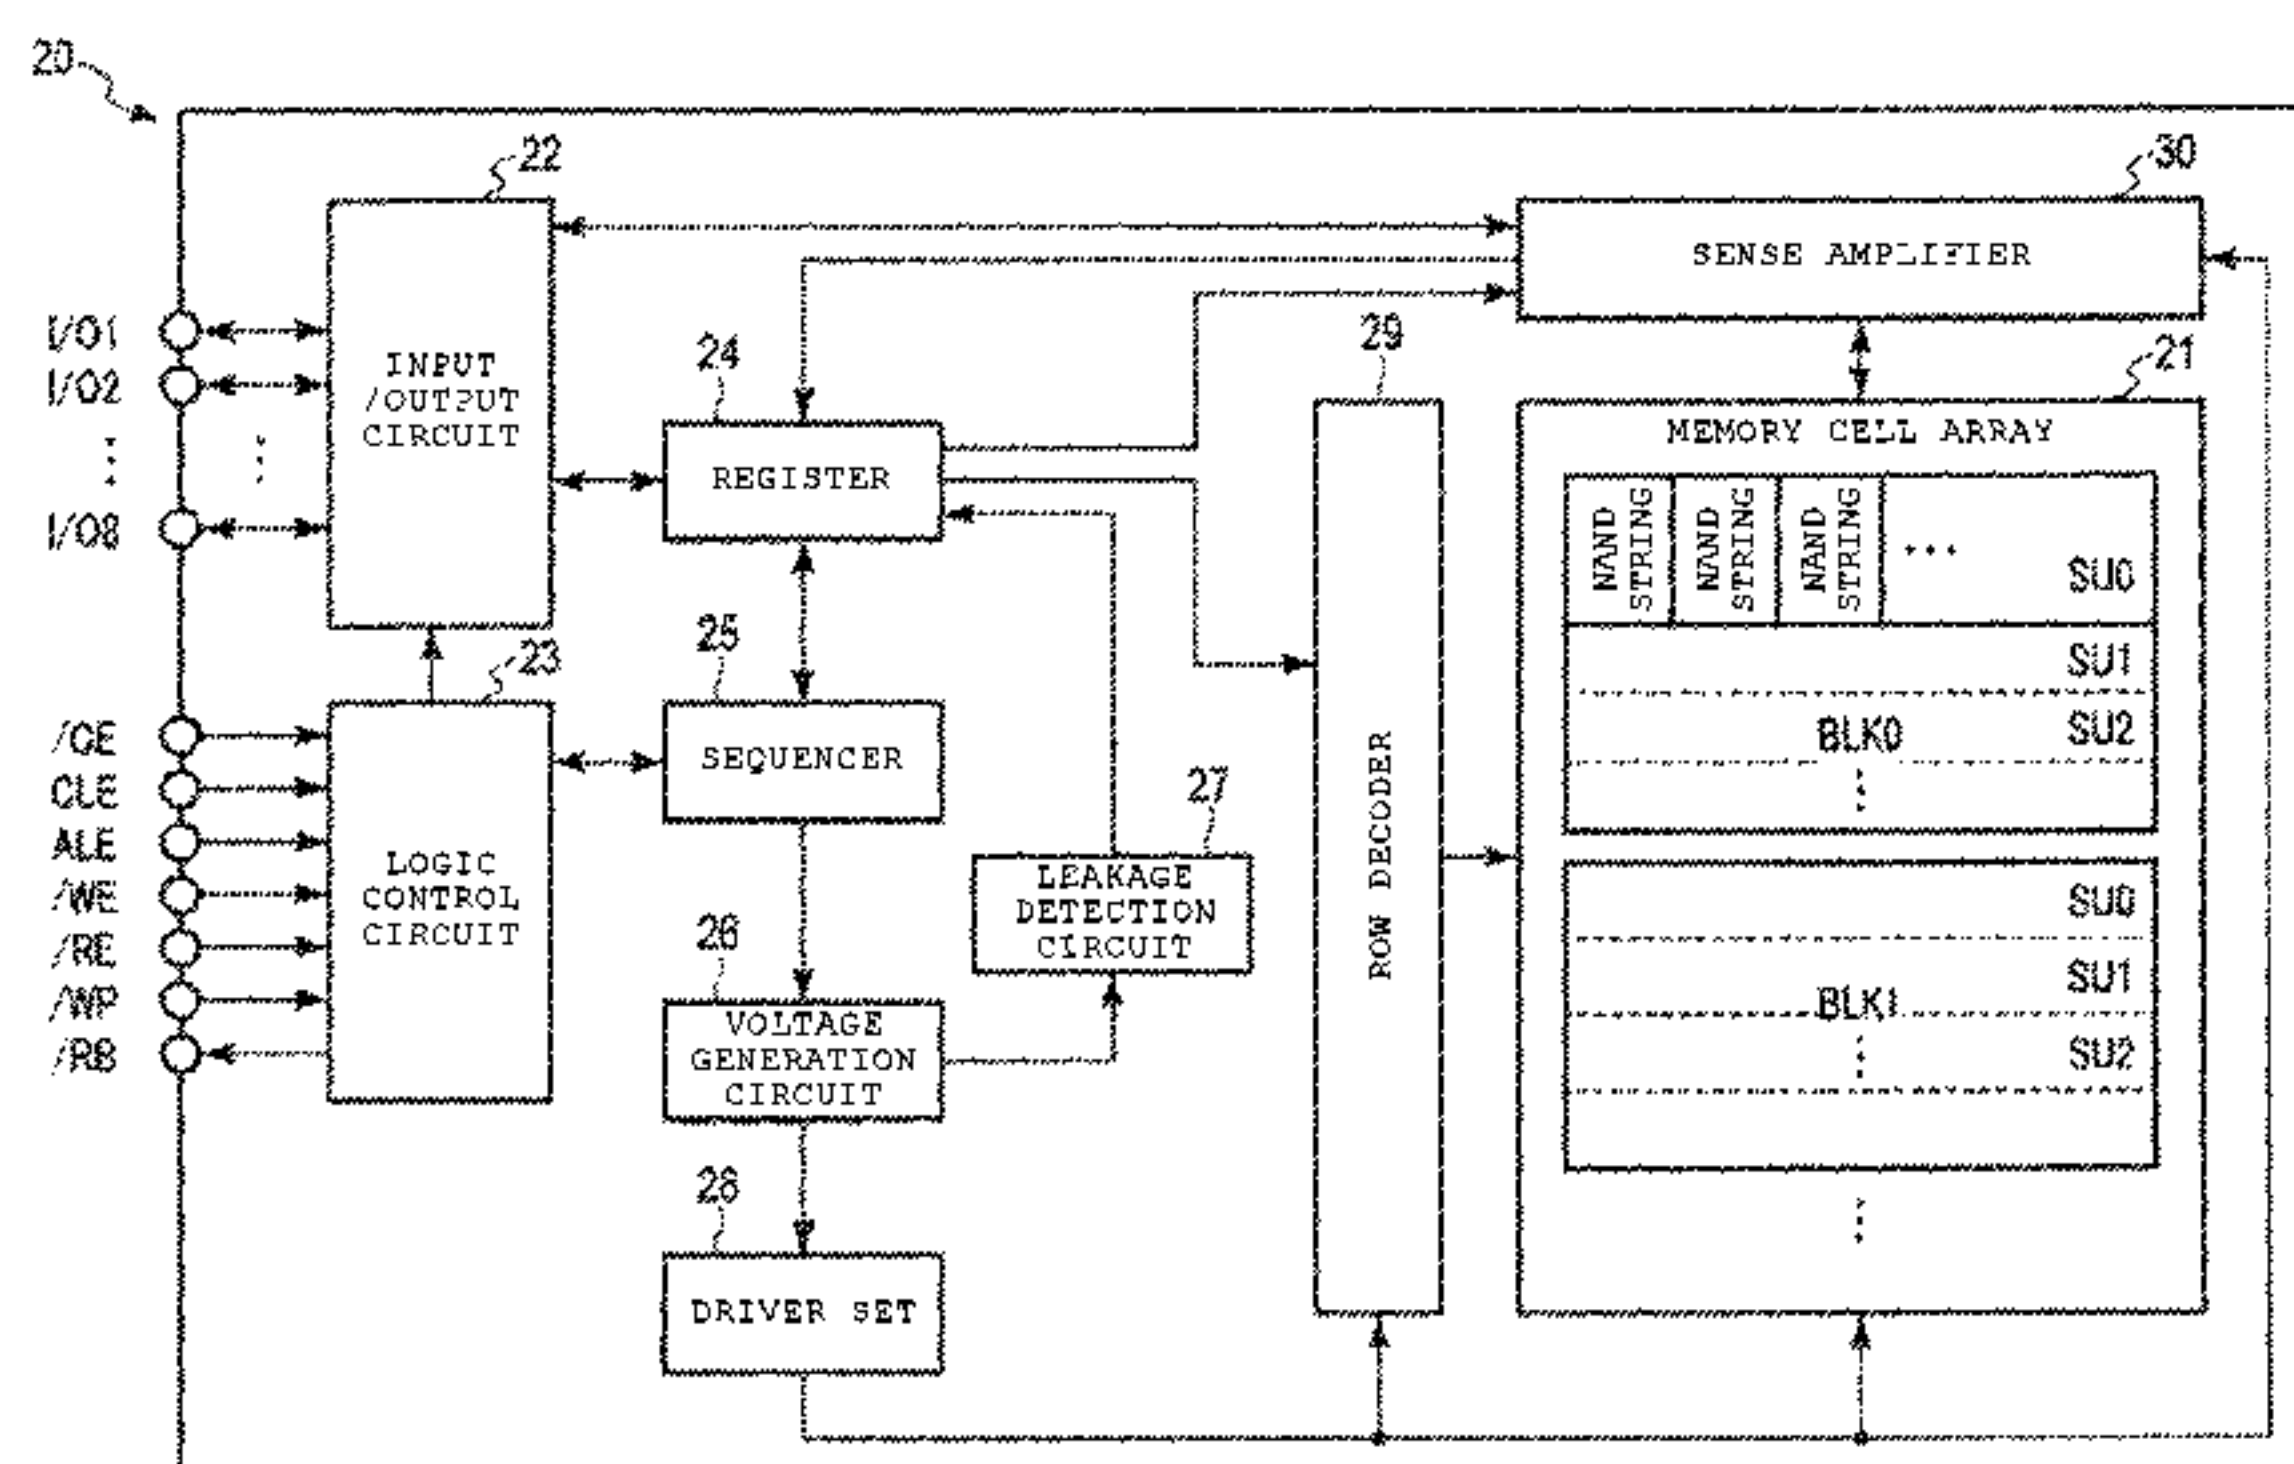 20
22
30
SENSE AMPLIFIER
I/O1
I/O2
I/O8
INPUT
/OUTPUT
CIRCUIT
24
REGISTER
29
ROW DECODER
21
MEMORY CELL ARRAY
NAND
STRING
NAND
STRING
NAND
STRING
...
SU0
SU1
SU2
BLK0
23
25
SEQUENCER
/CE
CLE
ALE
/WE
/RE
/WP
/RB
LOGIC
CONTROL
CIRCUIT
27
LEAKAGE
DETECTION
CIRCUIT
26
VOLTAGE
GENERATION
CIRCUIT
SU0
SU1
BLK1
SU2
28
DRIVER SET